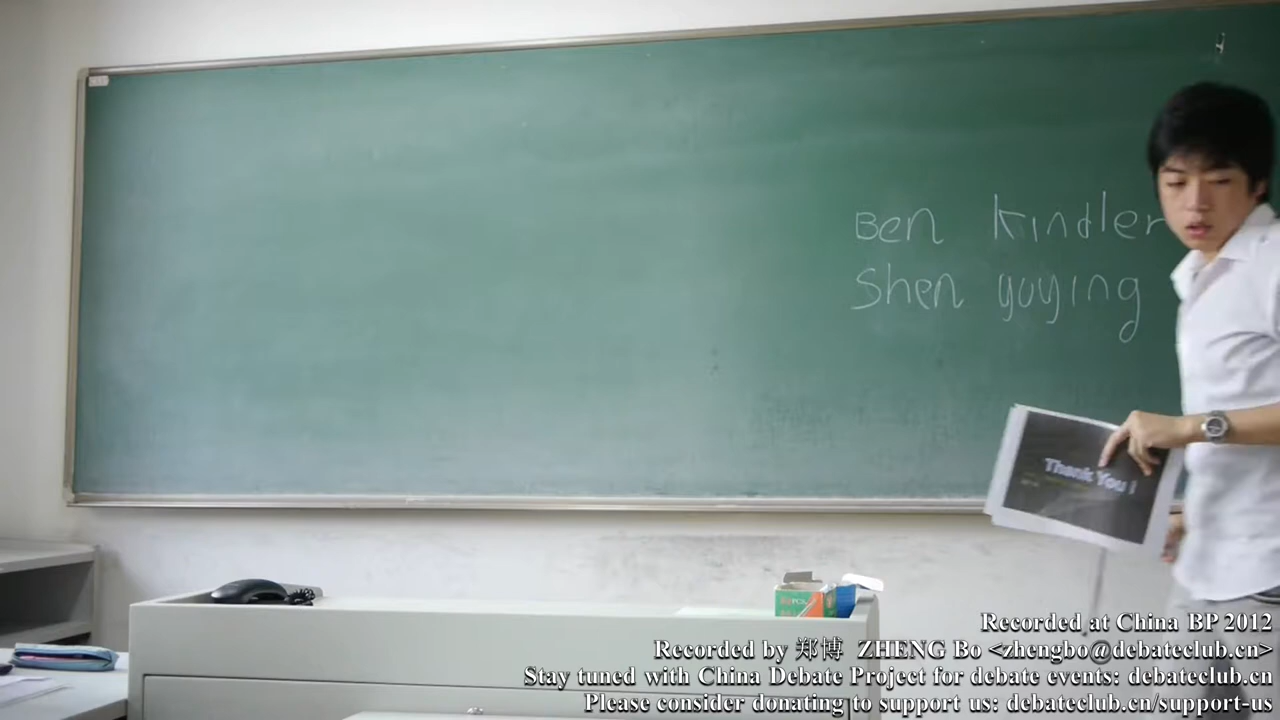 Ben Kindler
Shen yuying
Thank You !
Recorded at China BP 2012
Recorded by 郑博 ZHENG Bo <zhengbo@debateclub.cn>
Stay tuned with China Debate Project for debate events: debateclub.cn
Please consider donating to support us: debateclub.cn/support-us